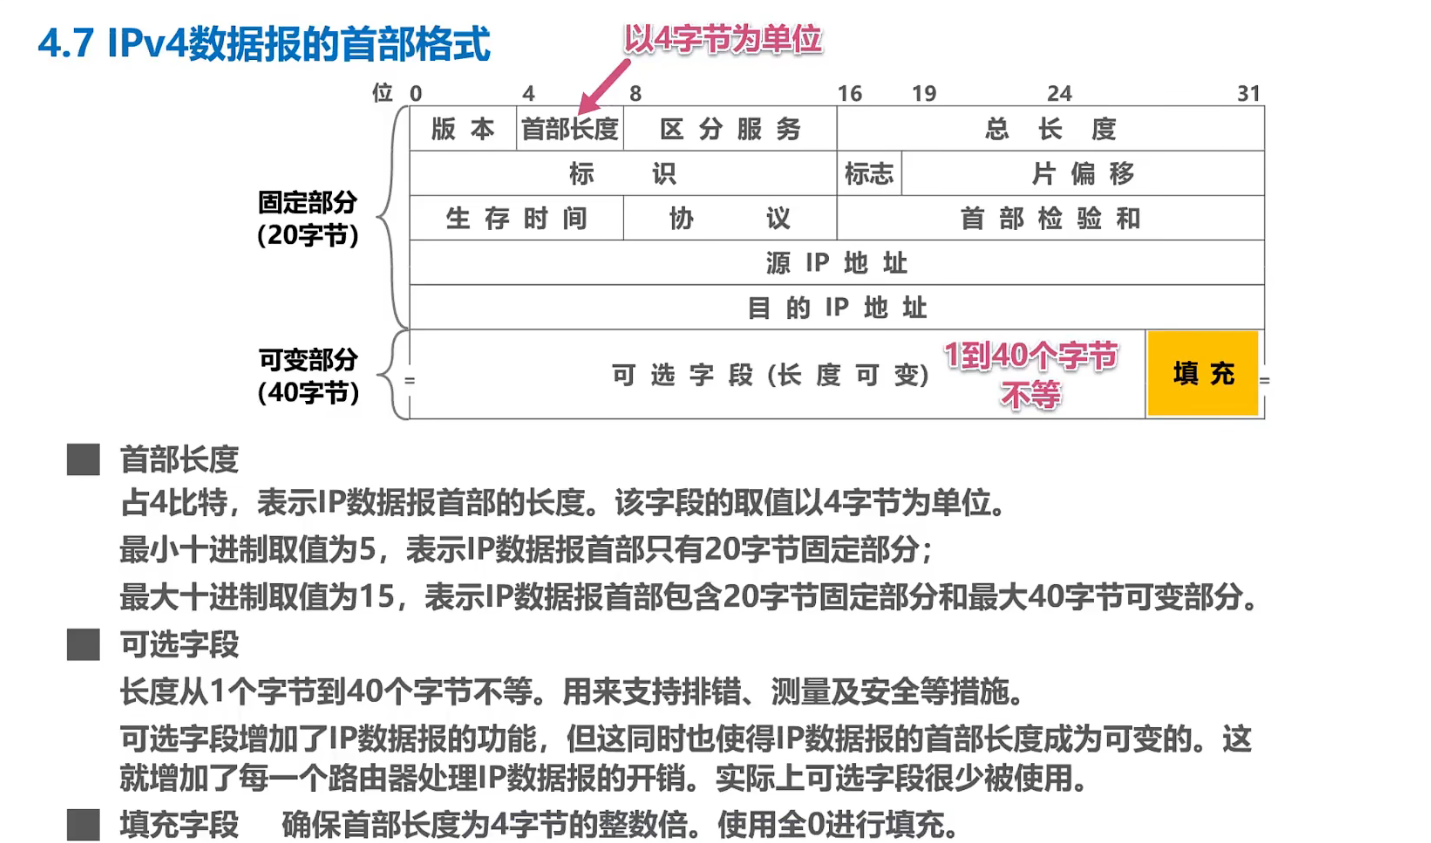 4.7 IPv4数据报的首部格式
以4字节为单位
位 0 4 8 16 19 24 31
版 本 首部长度 区 分 服 务 总 长 度
标 识 标志 片 偏 移
固定部分
(20字节)
生 存 时 间 协 议 首 部 检 验 和
源 IP 地 址
目 的 IP 地 址
可变部分
(40字节)
可 选 字 段 (长 度 可 变)
1到40个字节
不等
填 充
首部长度
占4比特，表示IP数据报首部的长度。该字段的取值以4字节为单位。
最小十进制取值为5，表示IP数据报首部只有20字节固定部分；
最大十进制取值为15，表示IP数据报首部包含20字节固定部分和最大40字节可变部分。
可选字段
长度从1个字节到40个字节不等。用来支持排错、测量及安全等措施。
可选字段增加了IP数据报的功能，但这同时也使得IP数据报的首部长度成为可变的。这
就增加了每一个路由器处理IP数据报的开销。实际上可选字段很少被使用。
填充字段 确保首部长度为4字节的整数倍。使用全0进行填充。